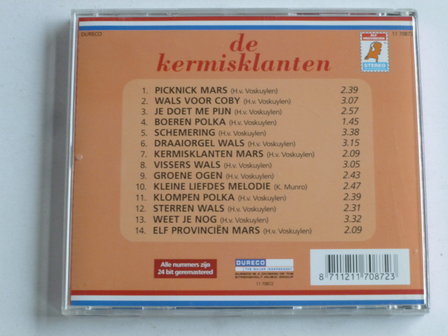 DURECO
11 70872
de
kermisklanten
STEREO
1. PICKNICK MARS (H.v. Voskuylen) 2.39
2. WALS VOOR COBY (H.v. Voskuylen) 3.07
3. JE DOET ME PIJN (H.v. Voskuylen) 2.57
4. BOEREN POLKA (H.v. Voskuylen) 1.45
5. SCHEMERING (H.v. Voskuylen) 3.38
6. DRAAIORGEL WALS (H.v. Voskuylen) 3.15
7. KERMISKLANTEN MARS (H.v. Voskuylen) 2.09
8. VISSERS WALS (H.v. Voskuylen) 3.05
9. GROENE OGEN (H.v. Voskuylen) 2.43
10. KLEINE LIEFDES MELODIE (K. Munro) 2.47
11. KLOMPEN POLKA (H.v. Voskuylen) 2.39
12. STERREN WALS (H.v. Voskuylen) 2.31
13. WEET JE NOG (H.v. Voskuylen) 3.32
14. ELF PROVINCIËN MARS (H.v. Voskuylen) 2.09
Alle nummers zijn
24 bit geremasterd
DURECO
THE MAJOR INDEPENDENT
11 70872
8 711211 708723